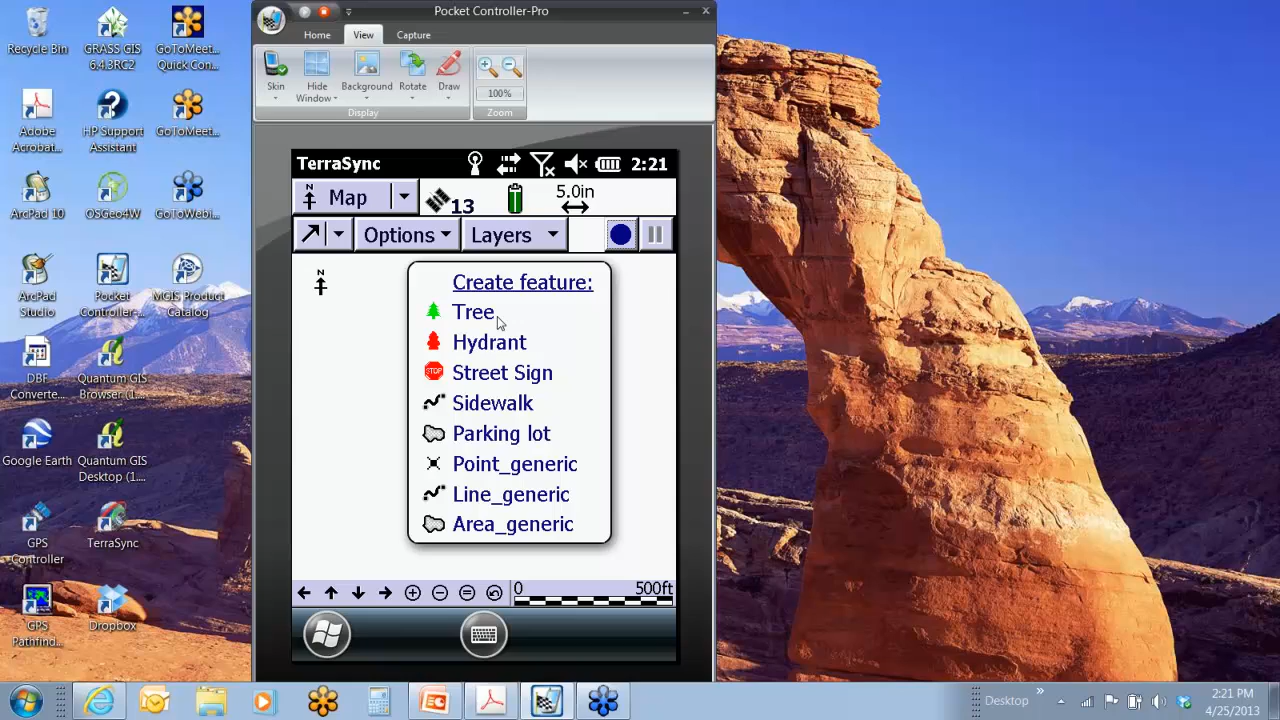 Pocket Controller-Pro
Home
View
Capture
Skin
Hide
Window
Background
Rotate
Draw
100%
Display
Zoom
Recycle Bin
GRASS GIS
6.4.3RC2
GoToMeet...
Quick Con...
Adobe
Acrobat...
HP Support
Assistant
GoToMeet...
ArcPad 10
OSGeo4W
GoToWebi...
ArcPad
Studio
Pocket
Controller-...
MGIS Product
Catalog
DBF
Converte...
Quantum GIS
Browser (1....
Google Earth
Quantum GIS
Desktop (1....
GPS
Controller
TerraSync
GPS
Pathfin...
Dropbox
TerraSync
2:21
N
Map
13
5.0in
Options
Layers
N
Create feature:
Tree
Hydrant
STOP
Street Sign
Sidewalk
Parking lot
Point_generic
Line_generic
Area_generic
0
500ft
Desktop
2:21 PM
4/25/2013